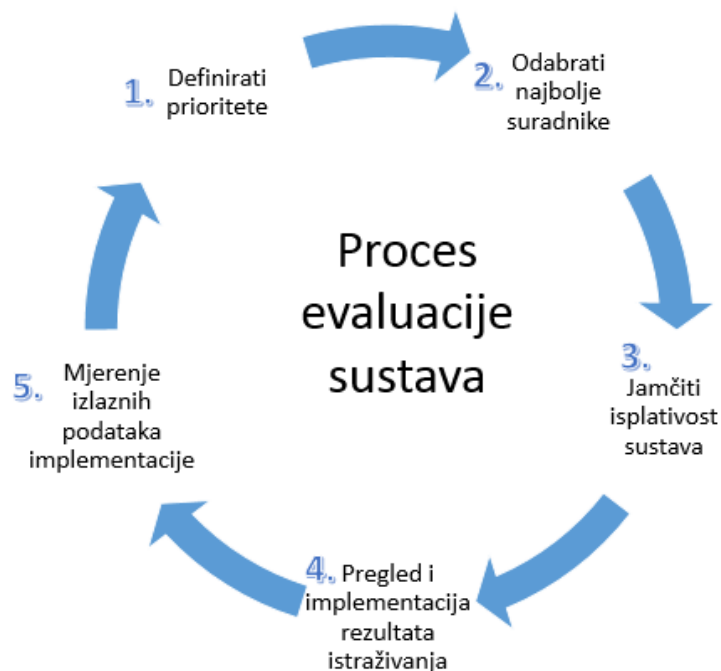 1. Definirati
prioritete
2. Odabrati
najbolje
suradnike
Proces
evaluacije
sustava
3.
Jamčiti
isplativost
sustava
4. Pregled i
implementacija
rezultata
istraživanja
5. Mjerenje
izlaznih
podataka
implementacije